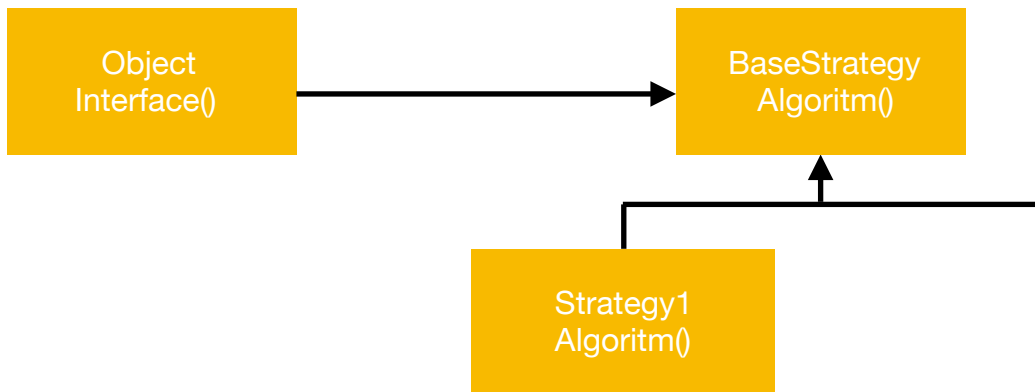 Object
Interface()
BaseStrategy
Algoritm()
Strategy1
Algoritm()